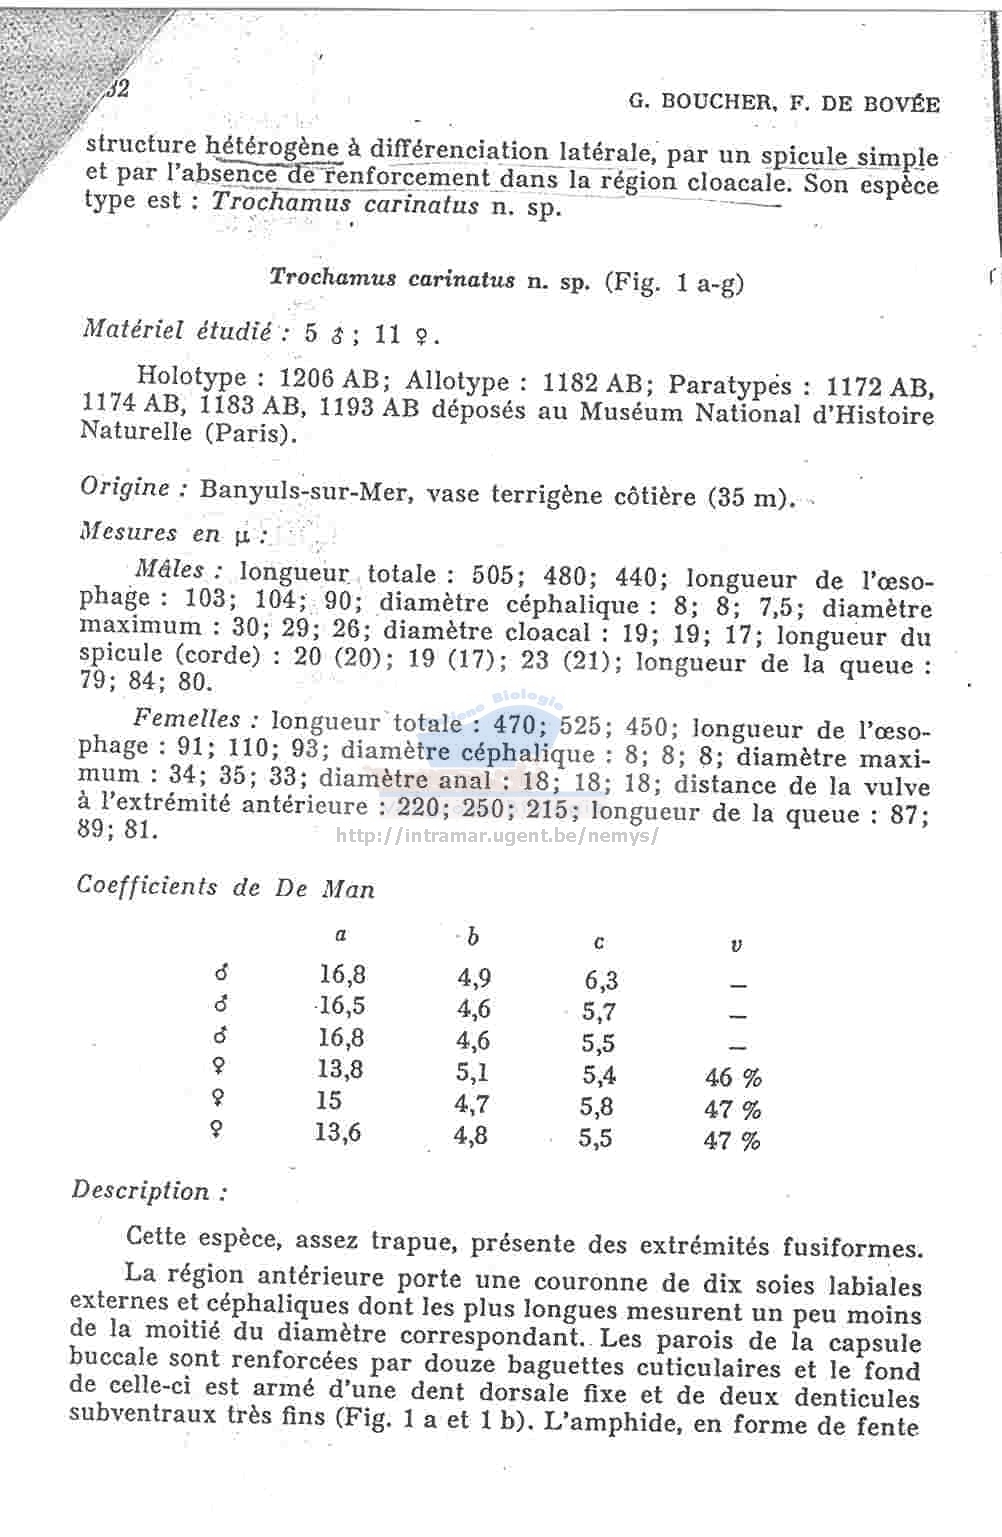 32
G. BOUCHER, F. DE BOVÉE
structure hétérogène à différenciation latérale, par un spicule simple
et par l'absence de renforcement dans la région cloacale. Son espèce
type est : Trochamus carinatus n. sp.
Trochamus carinatus n. sp. (Fig. 1 a-g)
Matériel étudié : 5 ♂ ; 11 ♀.
Holotype : 1206 AB; Allotype : 1182 AB; Paratypes : 1172 AB,
1174 AB, 1183 AB, 1193 AB déposés au Muséum National d'Histoire
Naturelle (Paris).
Origine : Banyuls-sur-Mer, vase terrigène côtière (35 m).
Mesures en μ :
Mâles : longueur totale : 505; 480; 440; longueur de l'œso-
phage : 103; 104; 90; diamètre céphalique : 8; 8; 7,5; diamètre
maximum : 30; 29; 26; diamètre cloacal : 19; 19; 17; longueur du
spicule (corde) : 20 (20); 19 (17); 23 (21); longueur de la queue :
79; 84; 80.
Femelles : longueur totale : 470; 525; 450; longueur de l'œso-
phage : 91; 110; 93; diamètre céphalique : 8; 8; 8; diamètre maxi-
mum : 34; 35; 33; diamètre anal : 18; 18; 18; distance de la vulve
à l'extrémité antérieure : 220; 250; 215; longueur de la queue : 87;
89; 81.
http://intramar.ugent.be/nemys/
Coefficients de De Man
a b c v
♂ 16,8 4,9 6,3 —
♂ 16,5 4,6 5,7 —
♂ 16,8 4,6 5,5 —
♀ 13,8 5,1 5,4 46 %
♀ 15 4,7 5,8 47 %
♀ 13,6 4,8 5,5 47 %
Description :
Cette espèce, assez trapue, présente des extrémités fusiformes.
La région antérieure porte une couronne de dix soies labiales
externes et céphaliques dont les plus longues mesurent un peu moins
de la moitié du diamètre correspondant. Les parois de la capsule
buccale sont renforcées par douze baguettes cuticulaires et le fond
de celle-ci est armé d'une dent dorsale fixe et de deux denticules
subventraux très fins (Fig. 1 a et 1 b). L'amphide, en forme de fente